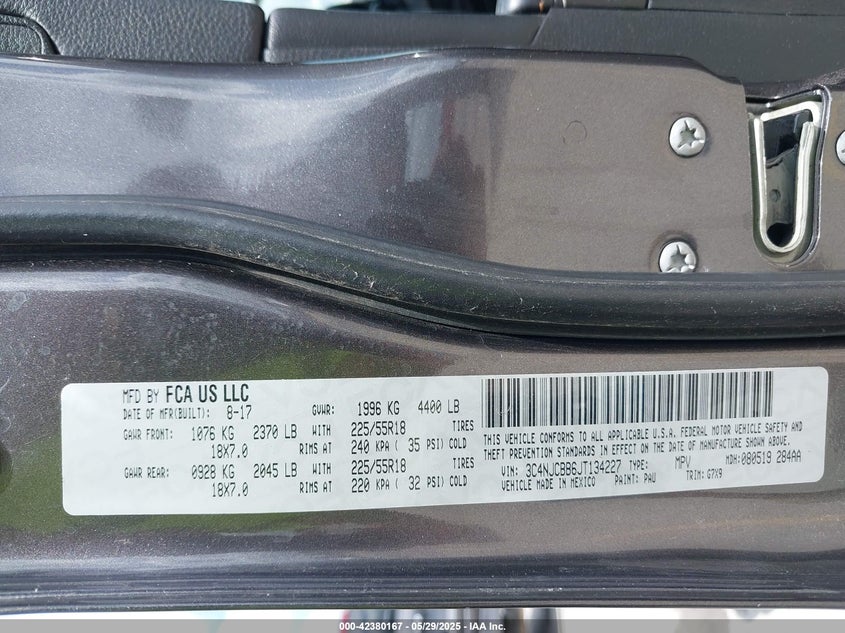 MFD BY FCA US LLC
DATE OF MFR(BUILT): 8-17 GVWR: 1996 KG 4400 LB
GAWR FRONT: 1076 KG 2370 LB WITH 225/55R18 TIRES
18X7.0 RIMS AT 240 KPA ( 35 PSI) COLD
GAWR REAR: 0928 KG 2045 LB WITH 225/55R18 TIRES
18X7.0 RIMS AT 220 KPA ( 32 PSI) COLD
THIS VEHICLE CONFORMS TO ALL APPLICABLE U.S.A. FEDERAL MOTOR VEHICLE SAFETY AND
THEFT PREVENTION STANDARDS IN EFFECT ON THE DATE OF MANUFACTURE SHOWN ABOVE.
VIN: 3C4NJCBB6JT134227 TYPE: MPV MDH: 080519 284AA
VEHICLE MADE IN MEXICO PAINT: PAU TRIM: G7X9
000-42380167 - 05/29/2025 - IAA Inc.